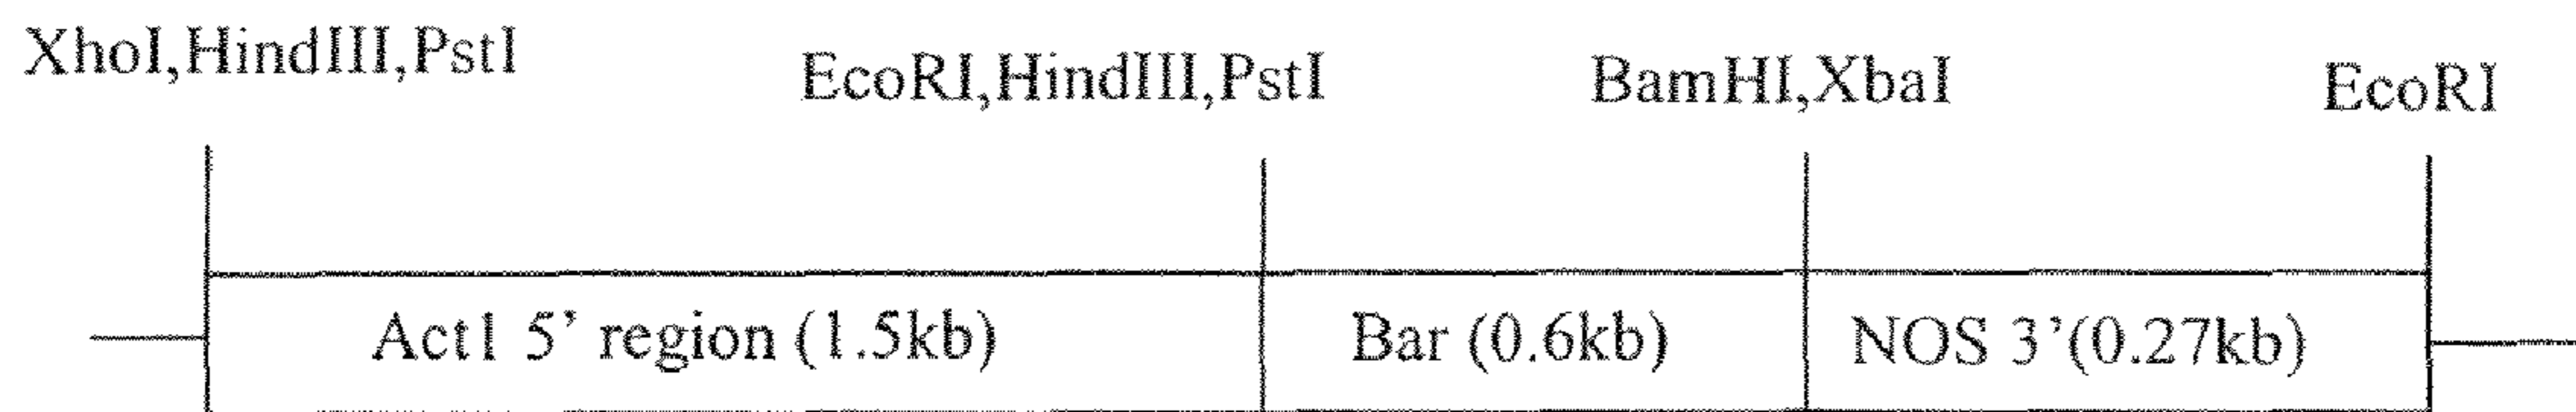 XhoI,HindIII,PstI
EcoRI,HindIII,PstI
BamHI,XbaI
EcoRI
Act1 5’ region (1.5kb)
Bar (0.6kb)
NOS 3’(0.27kb)